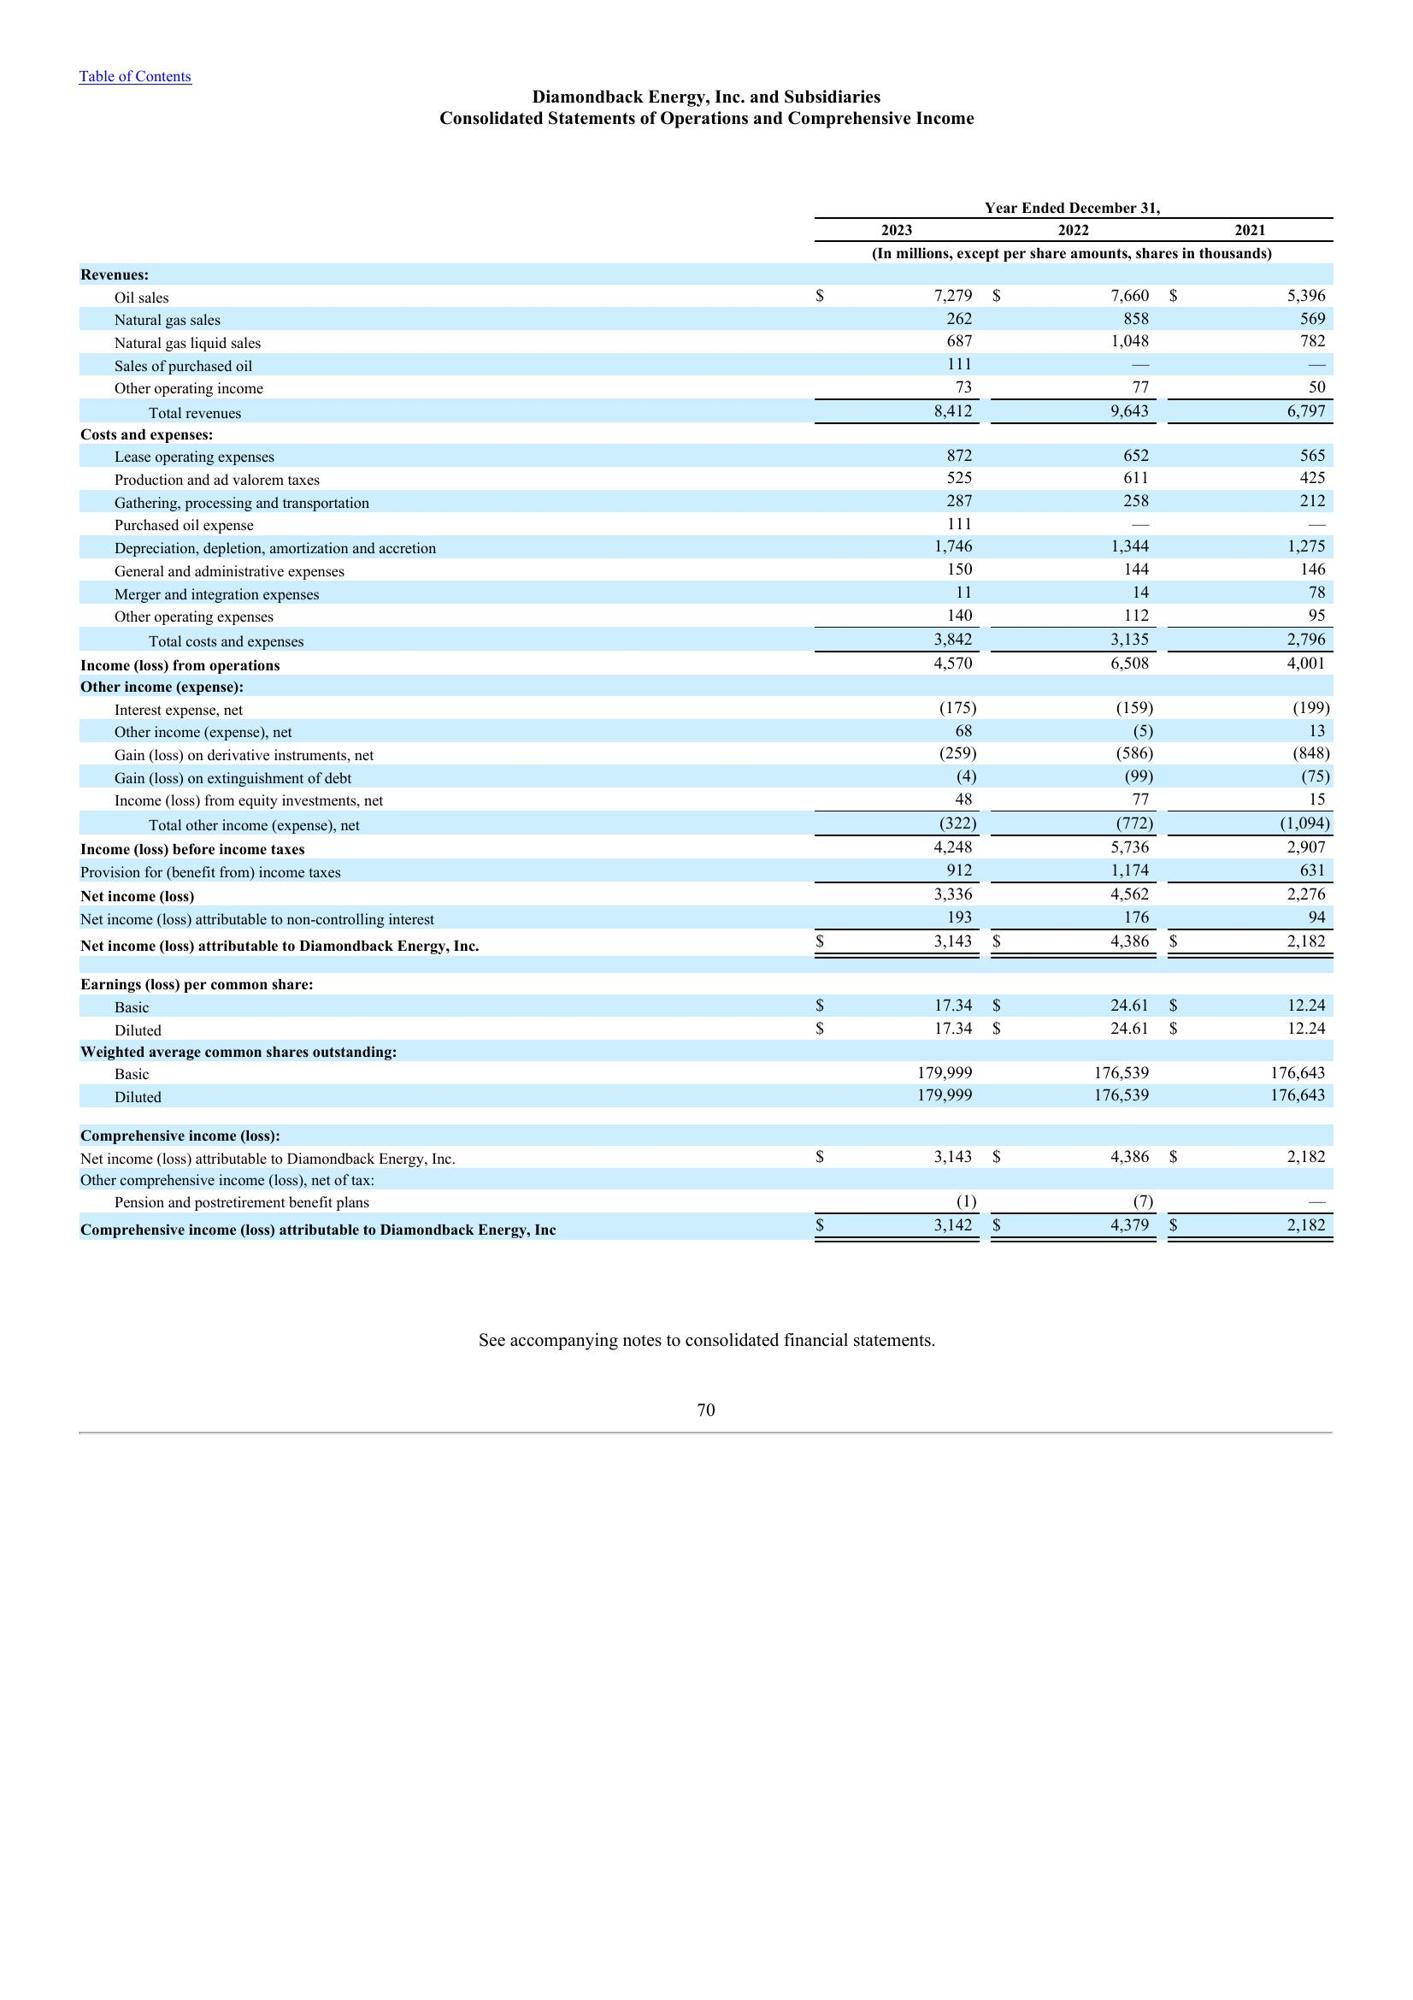 Table of Contents
Diamondback Energy, Inc. and Subsidiaries
Consolidated Statements of Operations and Comprehensive Income
Year Ended December 31,
2023 2022 2021
(In millions, except per share amounts, shares in thousands)
Revenues:
Oil sales $ 7,279 $ 7,660 $ 5,396
Natural gas sales 262 858 569
Natural gas liquid sales 687 1,048 782
Sales of purchased oil 111 — —
Other operating income 73 77 50
Total revenues 8,412 9,643 6,797
Costs and expenses:
Lease operating expenses 872 652 565
Production and ad valorem taxes 525 611 425
Gathering, processing and transportation 287 258 212
Purchased oil expense 111 — —
Depreciation, depletion, amortization and accretion 1,746 1,344 1,275
General and administrative expenses 150 144 146
Merger and integration expenses 11 14 78
Other operating expenses 140 112 95
Total costs and expenses 3,842 3,135 2,796
Income (loss) from operations 4,570 6,508 4,001
Other income (expense):
Interest expense, net (175) (159) (199)
Other income (expense), net 68 (5) 13
Gain (loss) on derivative instruments, net (259) (586) (848)
Gain (loss) on extinguishment of debt (4) (99) (75)
Income (loss) from equity investments, net 48 77 15
Total other income (expense), net (322) (772) (1,094)
Income (loss) before income taxes 4,248 5,736 2,907
Provision for (benefit from) income taxes 912 1,174 631
Net income (loss) 3,336 4,562 2,276
Net income (loss) attributable to non-controlling interest 193 176 94
Net income (loss) attributable to Diamondback Energy, Inc. $ 3,143 $ 4,386 $ 2,182
Earnings (loss) per common share:
Basic $ 17.34 $ 24.61 $ 12.24
Diluted $ 17.34 $ 24.61 $ 12.24
Weighted average common shares outstanding:
Basic 179,999 176,539 176,643
Diluted 179,999 176,539 176,643
Comprehensive income (loss):
Net income (loss) attributable to Diamondback Energy, Inc. $ 3,143 $ 4,386 $ 2,182
Other comprehensive income (loss), net of tax:
Pension and postretirement benefit plans (1) (7) —
Comprehensive income (loss) attributable to Diamondback Energy, Inc $ 3,142 $ 4,379 $ 2,182
See accompanying notes to consolidated financial statements.
70